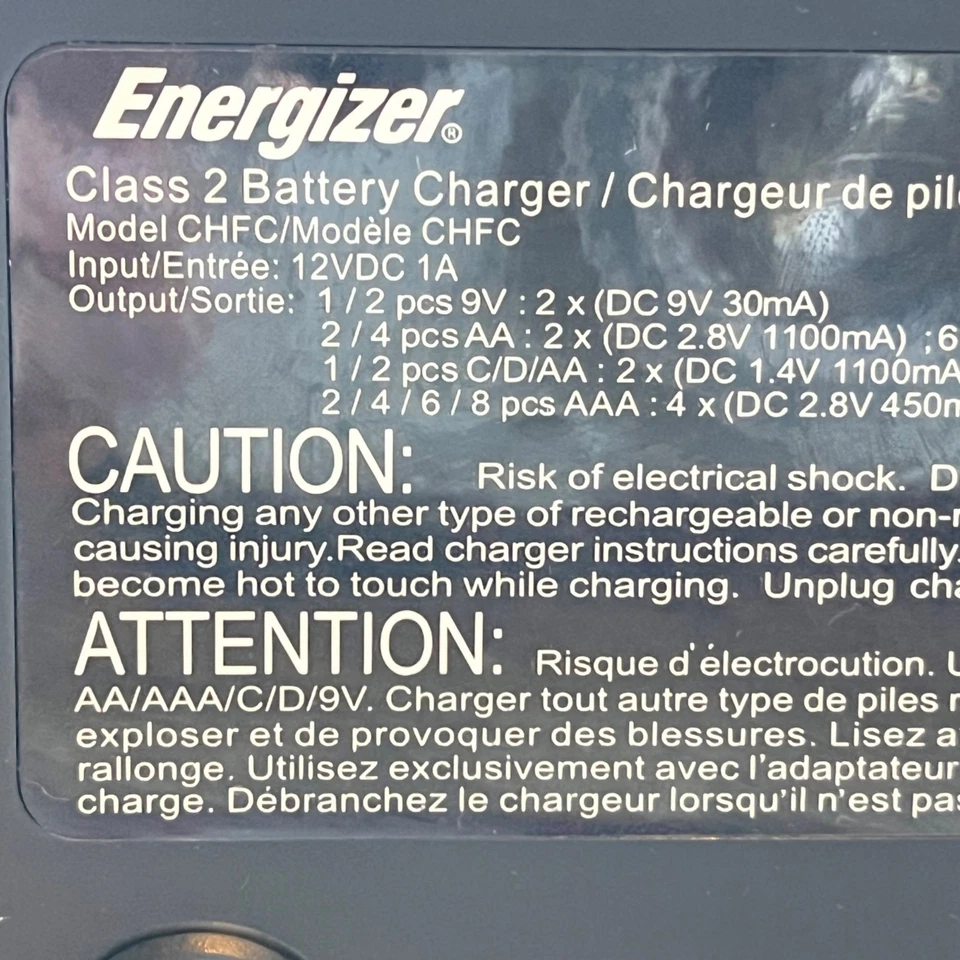 Energizer®
Class 2 Battery Charger / Chargeur de pil
Model CHFC/Modèle CHFC
Input/Entrée: 12VDC 1A
Output/Sortie: 1 / 2 pcs 9V : 2 x (DC 9V 30mA)
2 / 4 pcs AA : 2 x (DC 2.8V 1100mA) ; 6
1 / 2 pcs C/D/AA : 2 x (DC 1.4V 1100mA
2 / 4 / 6 / 8 pcs AAA : 4 x (DC 2.8V 450m
CAUTION: Risk of electrical shock. D
Charging any other type of rechargeable or non-r
causing injury. Read charger instructions carefully.
become hot to touch while charging. Unplug cha
ATTENTION: Risque d'électrocution. U
AA/AAA/C/D/9V. Charger tout autre type de piles r
exploser et de provoquer des blessures. Lisez a
rallonge. Utilisez exclusivement avec l'adaptateur
charge. Débranchez le chargeur lorsqu'il n'est pas